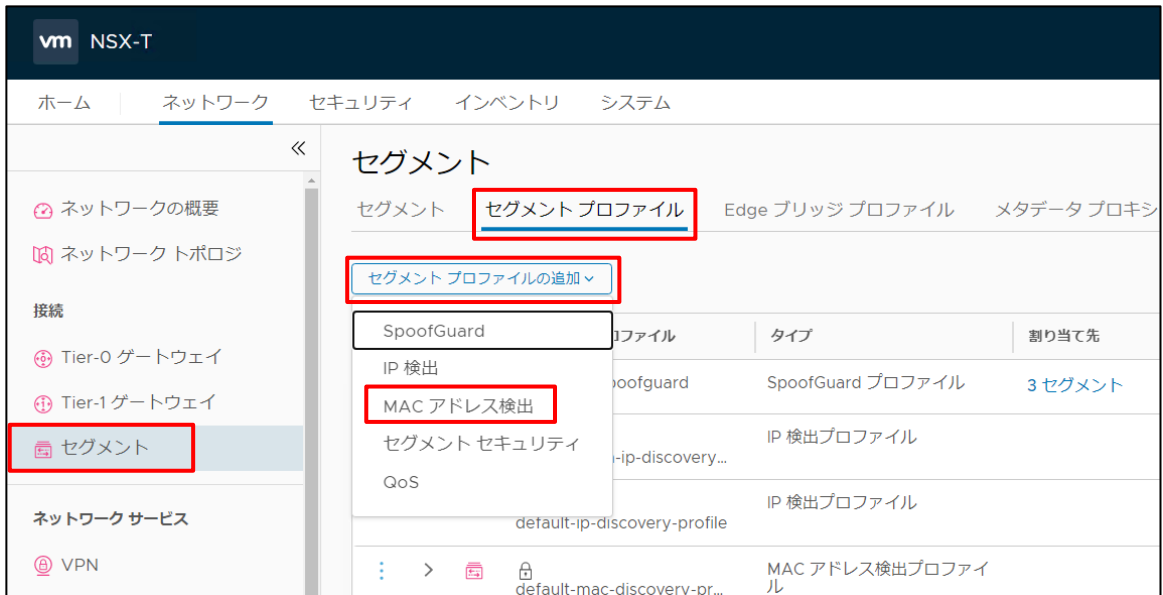 vm NSX-T
ホーム ネットワーク セキュリティ インベントリ システム
«
ネットワークの概要
ネットワーク トポロジ
接続
Tier-0 ゲートウェイ
Tier-1 ゲートウェイ
セグメント
ネットワーク サービス
VPN
セグメント
セグメント セグメント プロファイル Edge ブリッジ プロファイル メタデータ プロキシ
セグメント プロファイルの追加
SpoofGuard
IP 検出
MAC アドレス検出
セグメント セキュリティ
QoS
ファイル タイプ 割り当て先
oofguard SpoofGuard プロファイル 3 セグメント
IP 検出プロファイル
-ip-discovery...
IP 検出プロファイル
default-ip-discovery-profile
MAC アドレス検出プロファイ
ル
default-mac-discovery-pr...